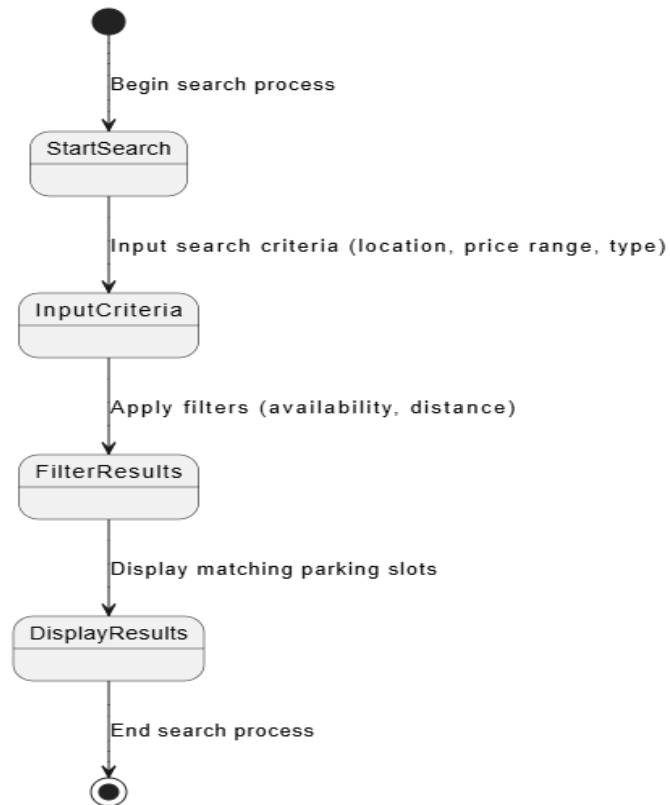 Begin search process
StartSearch
Input search criteria (location, price range, type)
InputCriteria
Apply filters (availability, distance)
FilterResults
Display matching parking slots
DisplayResults
End search process